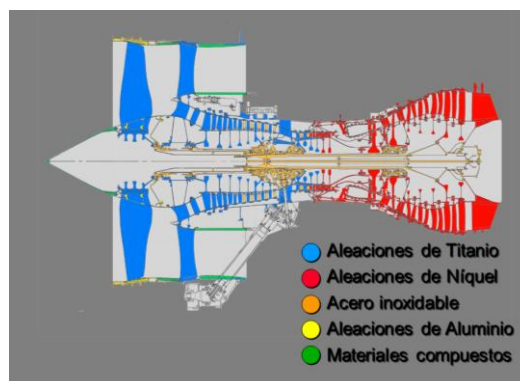 Aleaciones de Titanio
Aleaciones de Níquel
Acero inoxidable
Aleaciones de Aluminio
Materiales compuestos